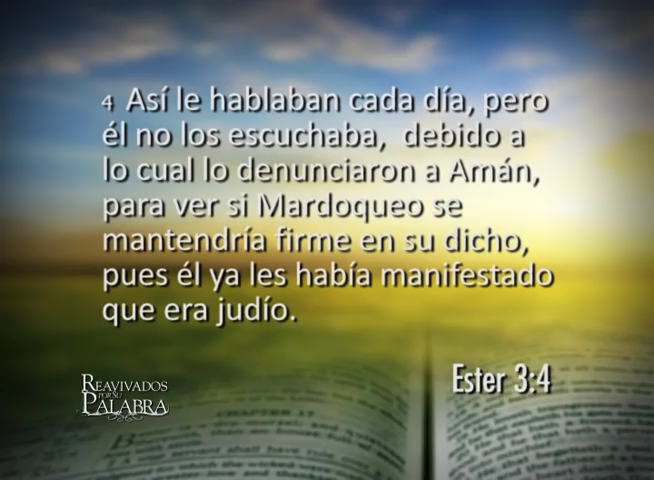 4 Así le hablaban cada día, pero
él no los escuchaba, debido a
lo cual lo denunciaron a Amán,
para ver si Mardoqueo se
mantendría firme en su dicho,
pues él ya les había manifestado
que era judío.
Ester 3:4
REAVIVADOS
POR SU
PALABRA
CHAPTER